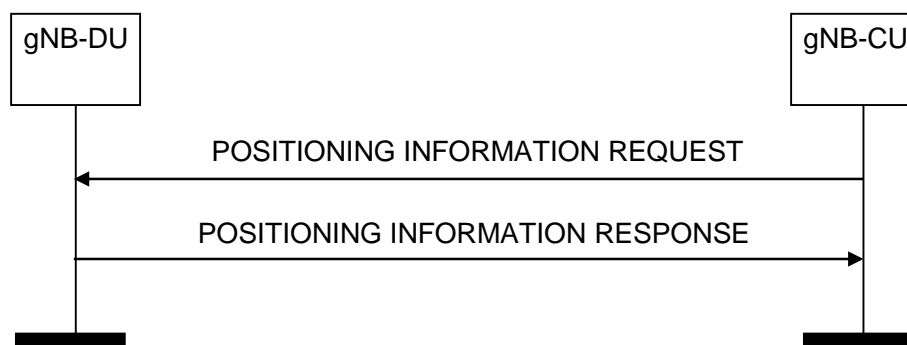 gNB-DU
gNB-CU
POSITIONING INFORMATION REQUEST
POSITIONING INFORMATION RESPONSE